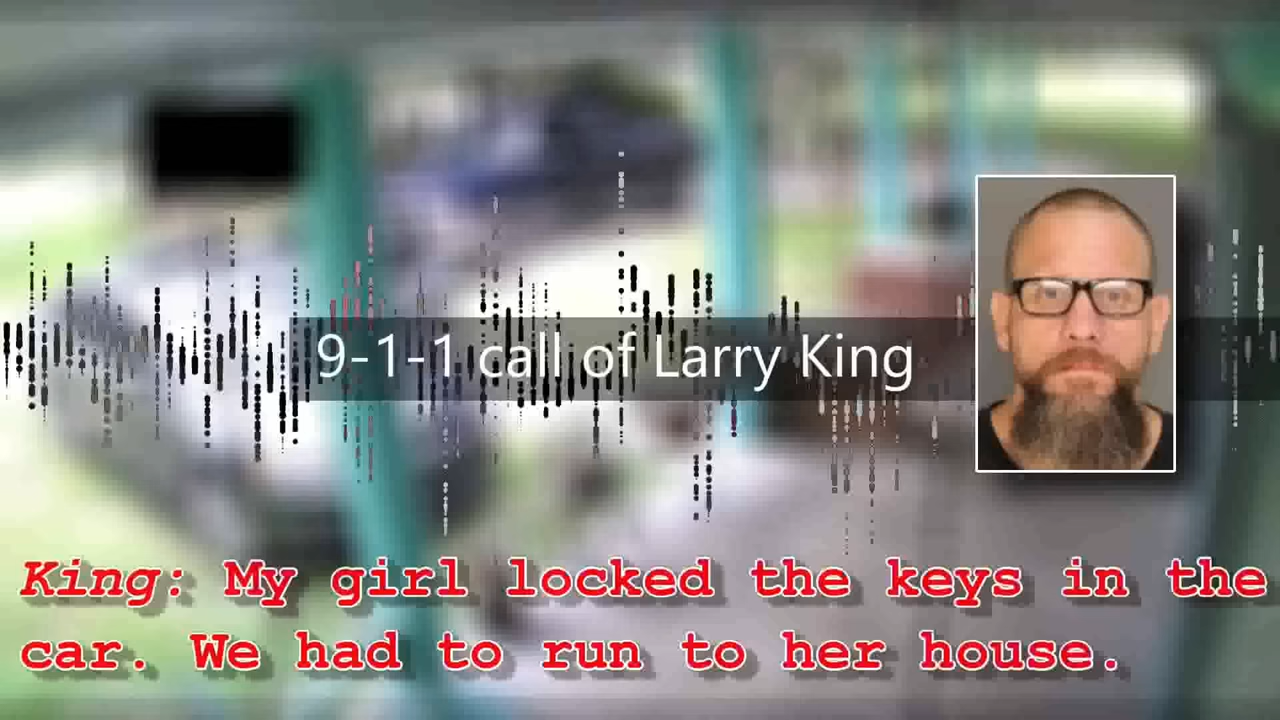 9-1-1 call of Larry King
King: My girl locked the keys in the
car. We had to run to her house.